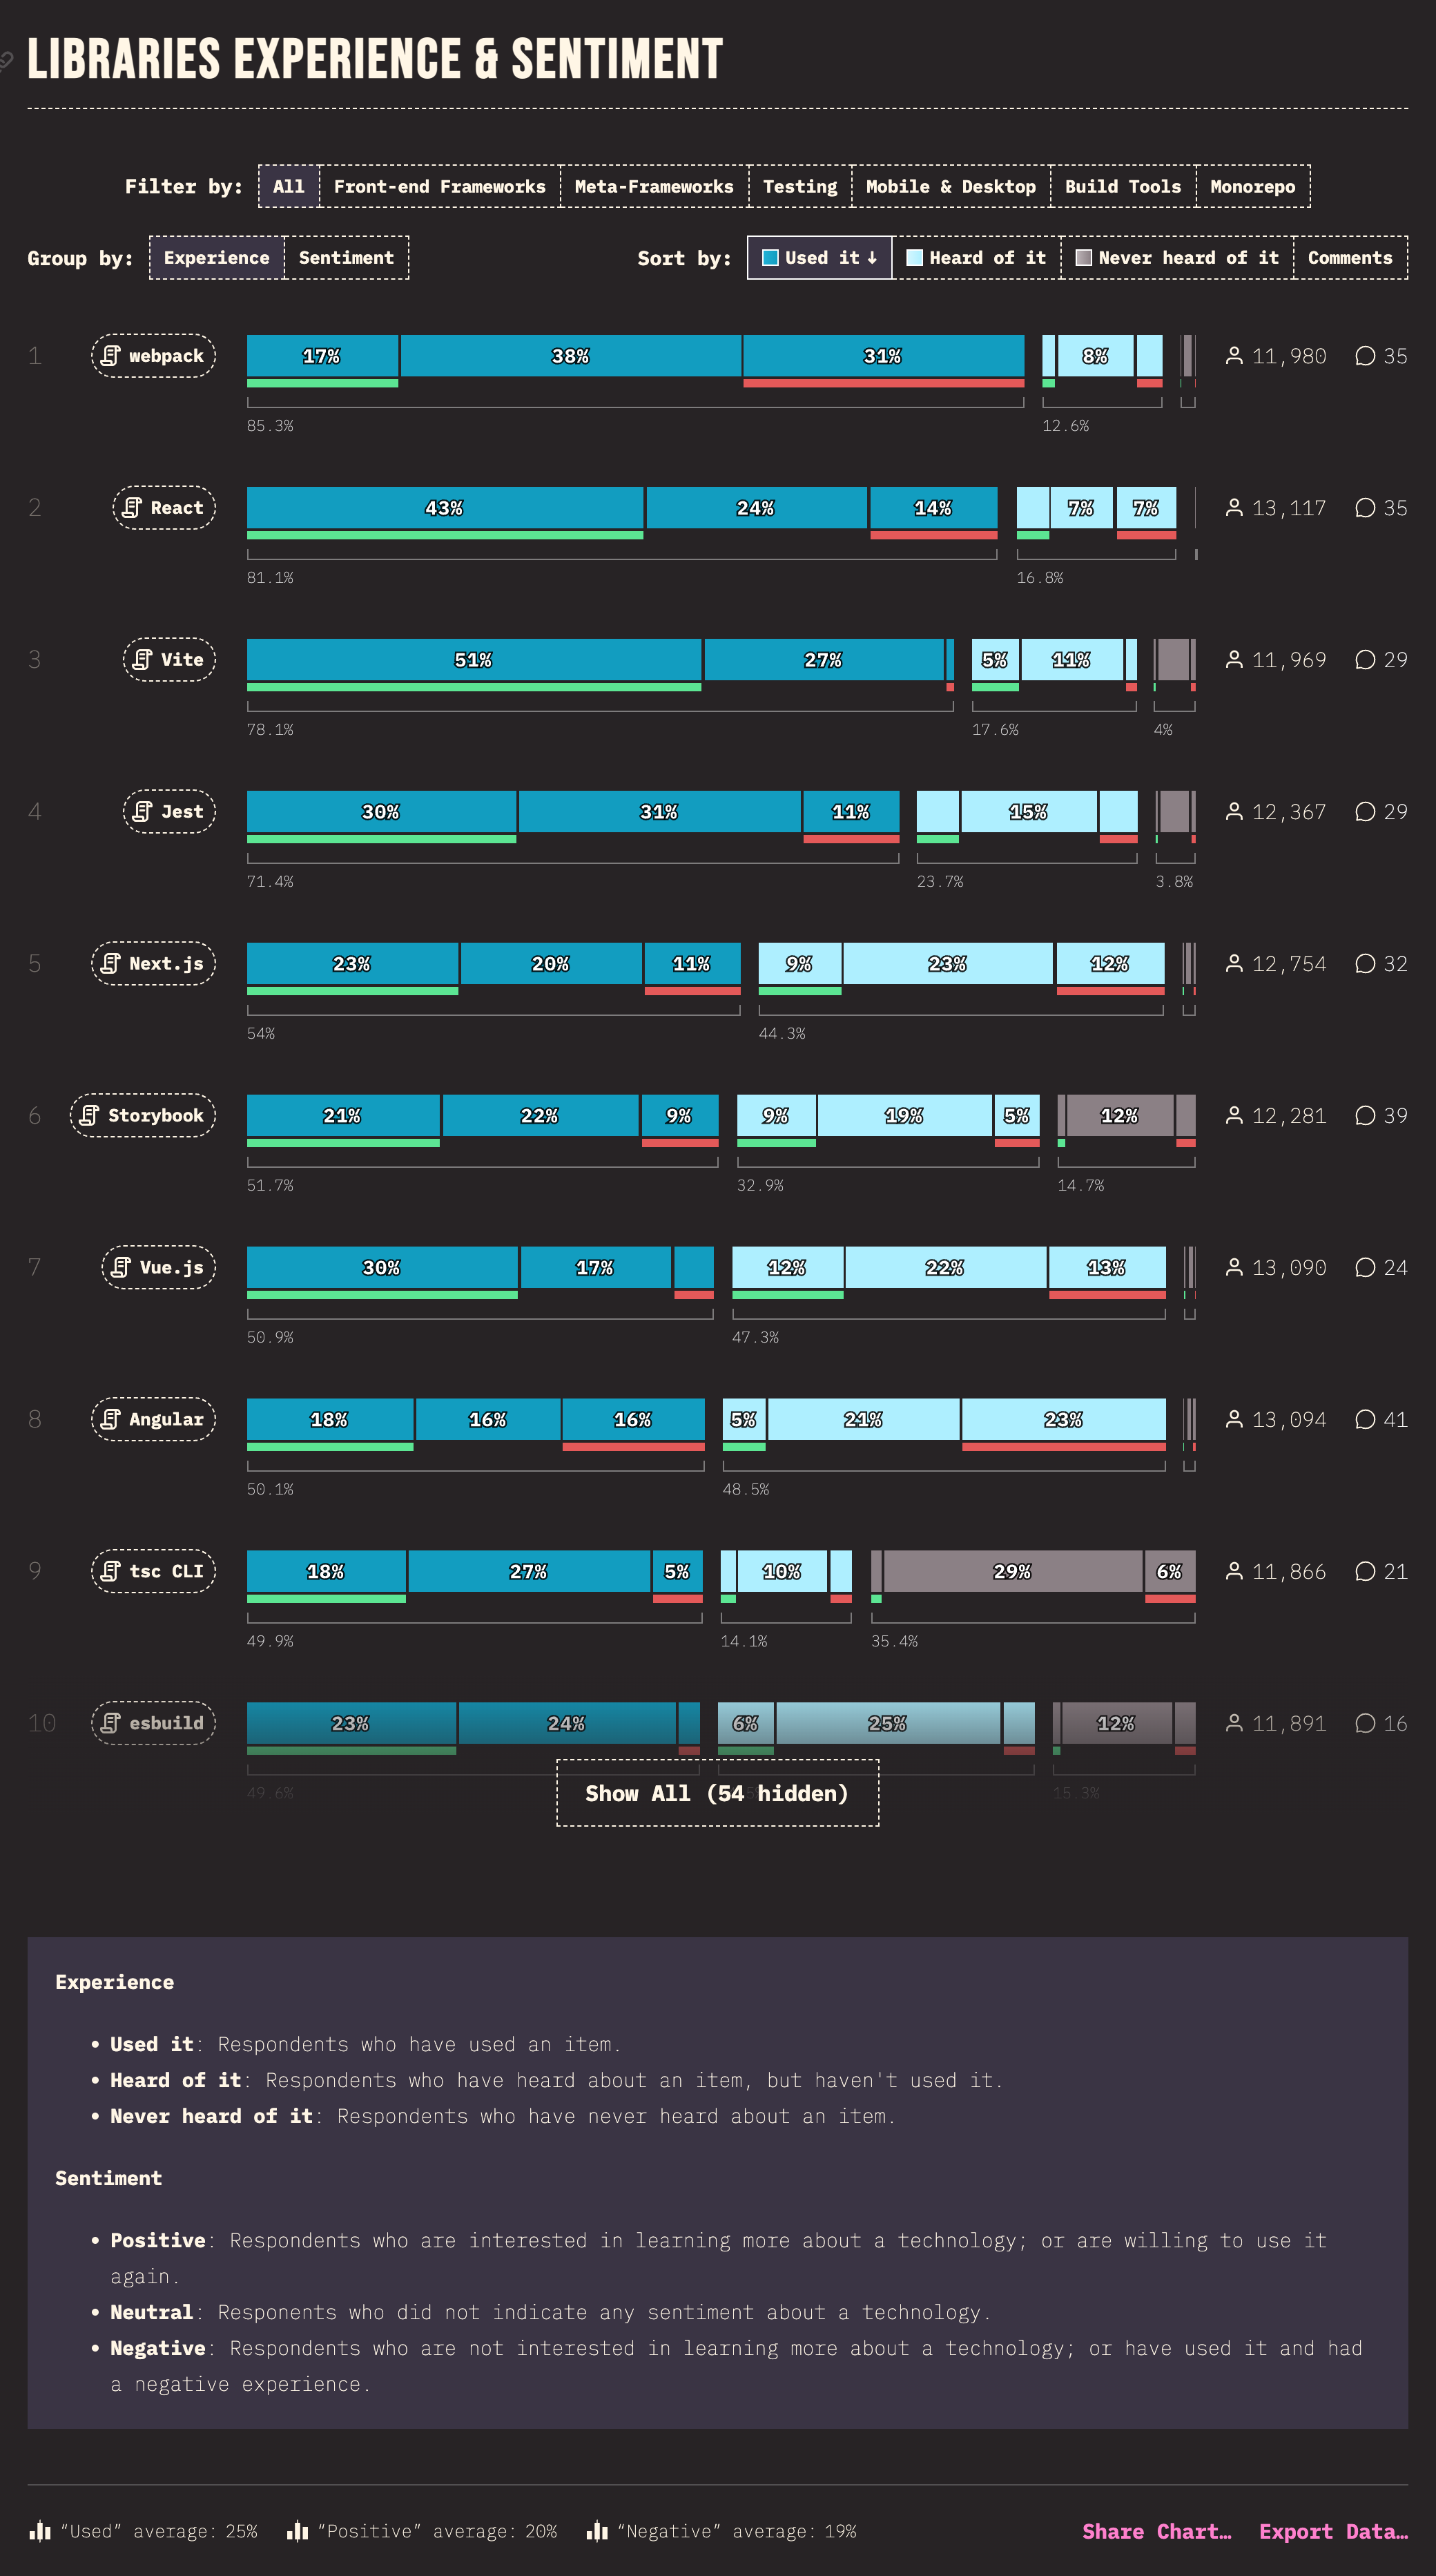 LIBRARIES EXPERIENCE & SENTIMENT
Filter by: All Front-end Frameworks Meta-Frameworks Testing Mobile & Desktop Build Tools Monorepo
Group by: Experience Sentiment Sort by: Used it ↓ Heard of it Never heard of it Comments
1 webpack 17% 38% 31% 8% 11,980 35
85.3% 12.6%
2 React 43% 24% 14% 7% 7% 13,117 35
81.1% 16.8%
3 Vite 51% 27% 5% 11% 11,969 29
78.1% 17.6% 4%
4 Jest 30% 31% 11% 15% 12,367 29
71.4% 23.7% 3.8%
5 Next.js 23% 20% 11% 9% 23% 12% 12,754 32
54% 44.3%
6 Storybook 21% 22% 9% 9% 19% 5% 12% 12,281 39
51.7% 32.9% 14.7%
7 Vue.js 30% 17% 12% 22% 13% 13,090 24
50.9% 47.3%
8 Angular 18% 16% 16% 5% 21% 23% 13,094 41
50.1% 48.5%
9 tsc CLI 18% 27% 5% 10% 29% 6% 11,866 21
49.9% 14.1% 35.4%
10 esbuild 23% 24% 6% 25% 12% 11,891 16
49.6% 15.3%
Show All (54 hidden)
Experience
• Used it: Respondents who have used an item.
• Heard of it: Respondents who have heard about an item, but haven't used it.
• Never heard of it: Respondents who have never heard about an item.
Sentiment
• Positive: Respondents who are interested in learning more about a technology; or are willing to use it
again.
• Neutral: Responents who did not indicate any sentiment about a technology.
• Negative: Respondents who are not interested in learning more about a technology; or have used it and had
a negative experience.
“Used” average: 25% “Positive” average: 20% “Negative” average: 19% Share Chart… Export Data…